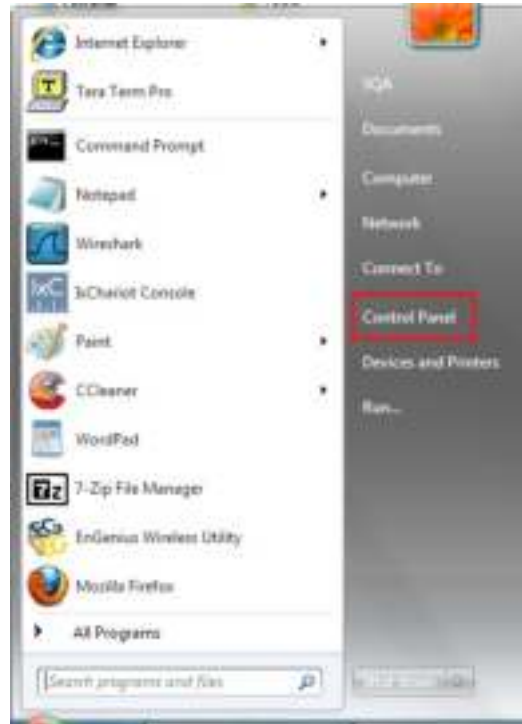 Internet Explorer
Tera Term Pro
Command Prompt
Notepad
Wireshark
IxChariot Console
Paint
CCleaner
WordPad
7-Zip File Manager
EnGenius Wireless Utility
Mozilla Firefox
All Programs
Search programs and files
SQA
Documents
Computer
Network
Connect To
Control Panel
Devices and Printers
Run...